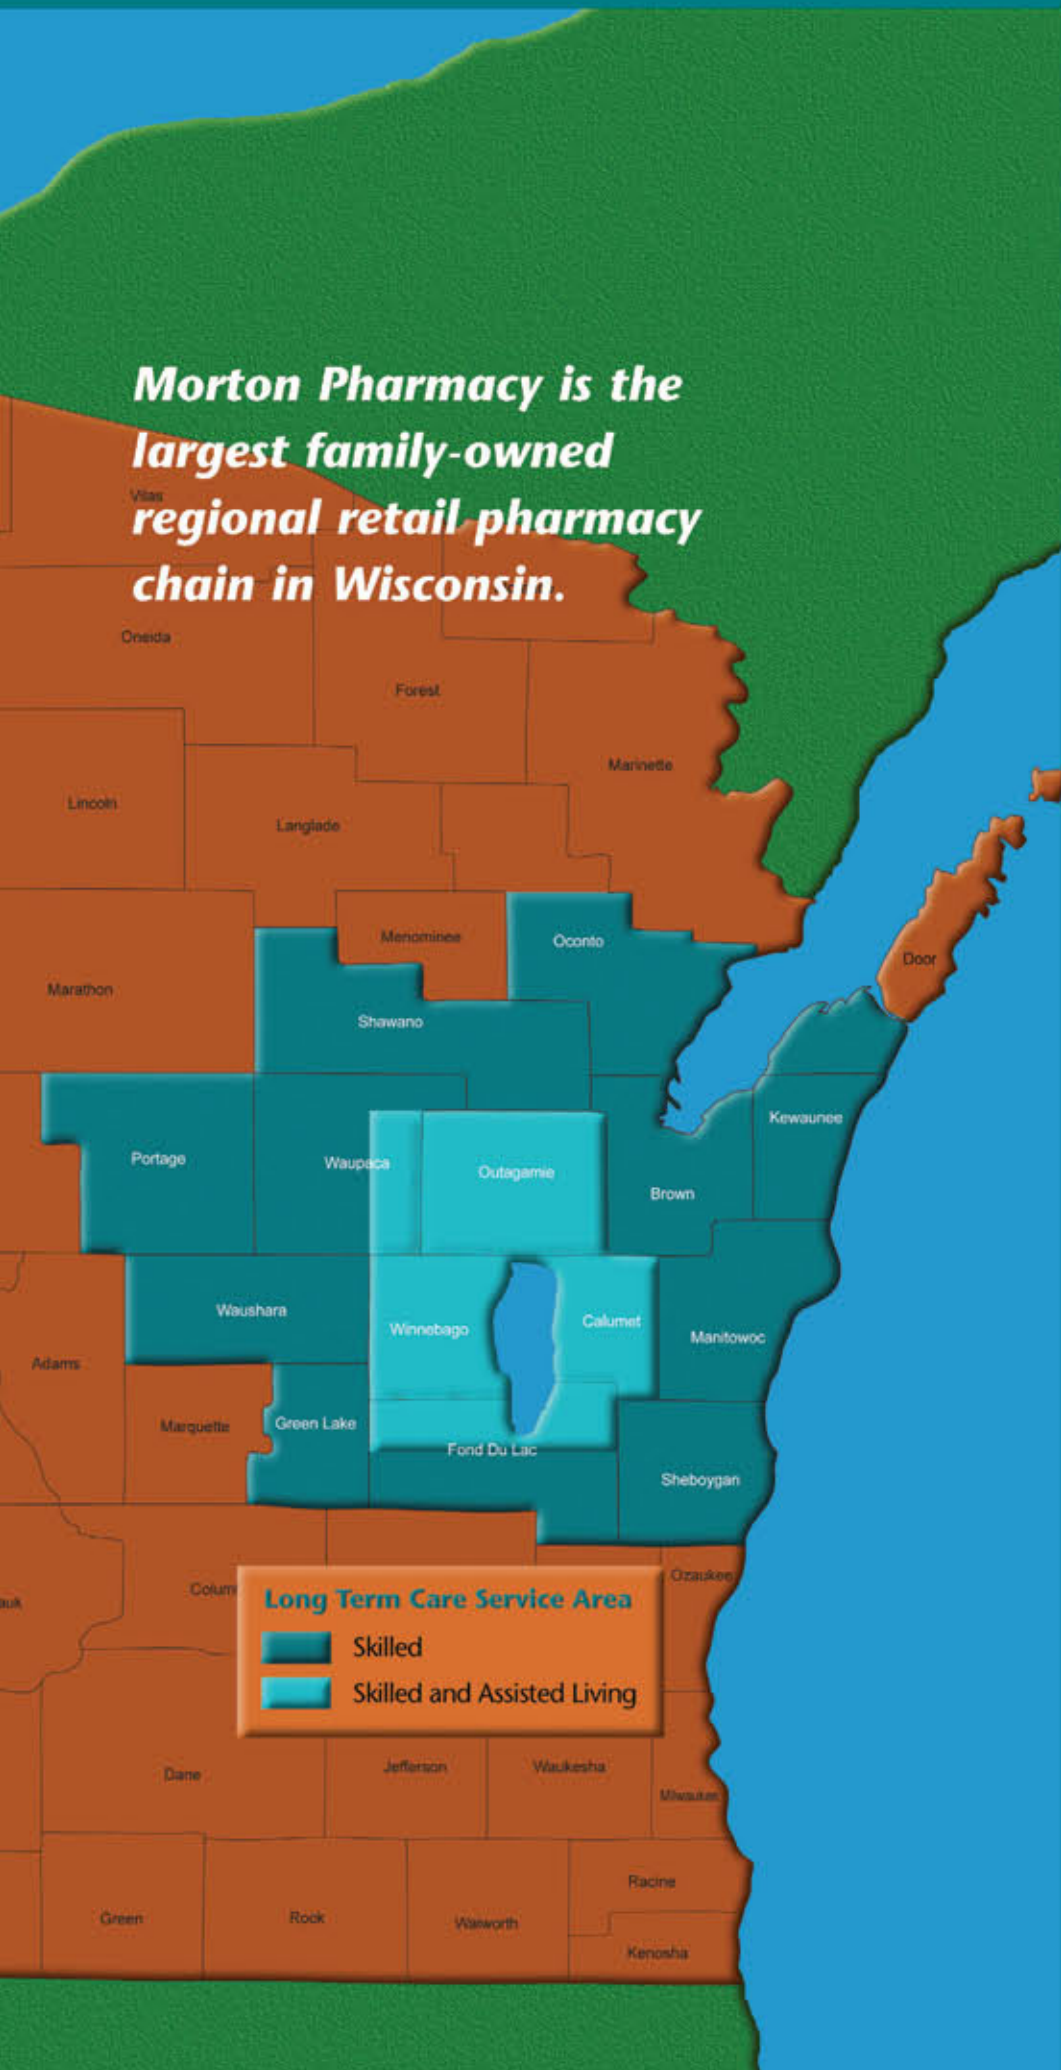 Morton Pharmacy is the
largest family-owned
regional retail pharmacy
chain in Wisconsin.
Vilas
Oneida
Forest
Marinette
Lincoln
Langlade
Menominee
Oconto
Door
Marathon
Shawano
Kewaunee
Portage
Waupaca
Outagamie
Brown
Waushara
Winnebago
Calumet
Manitowoc
Adams
Marquette
Green Lake
Fond Du Lac
Sheboygan
Ozaukee
Colum
auk
Long Term Care Service Area
Skilled
Skilled and Assisted Living
Dane
Jefferson
Waukesha
Milwaukee
Racine
Green
Rock
Walworth
Kenosha